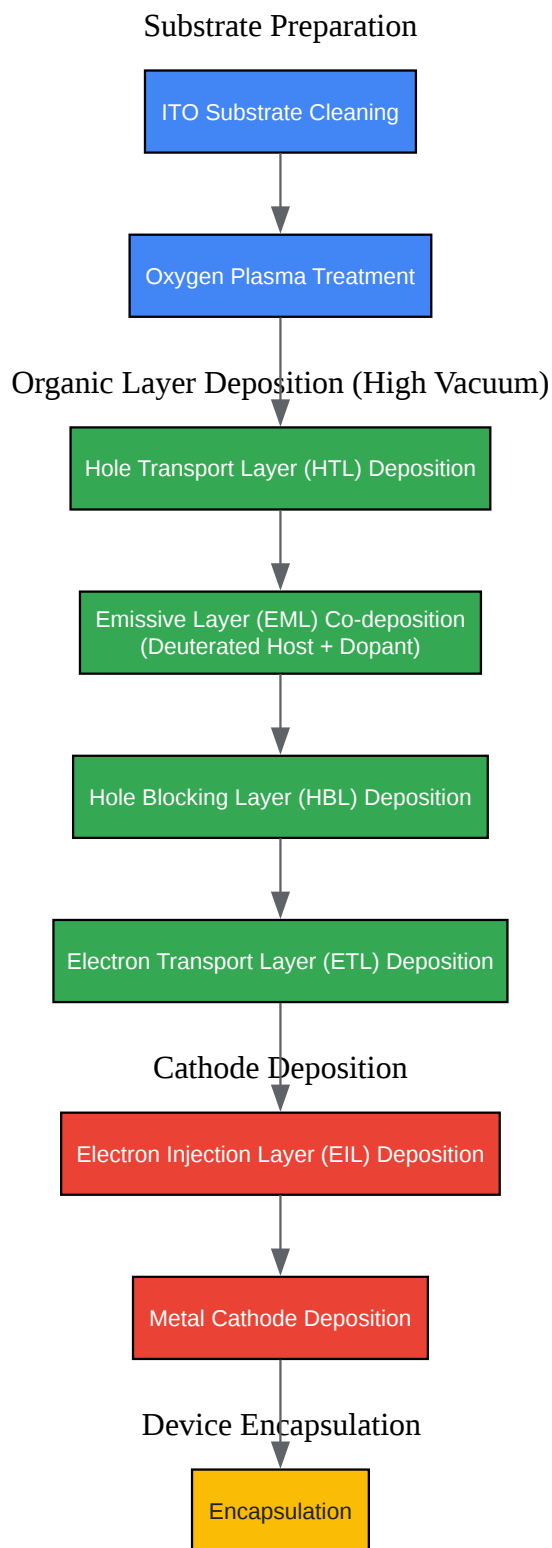 Substrate Preparation
ITO Substrate Cleaning
Oxygen Plasma Treatment
Organic Layer Deposition (High Vacuum)
Hole Transport Layer (HTL) Deposition
Emissive Layer (EML) Co-deposition
(Deuterated Host + Dopant)
Hole Blocking Layer (HBL) Deposition
Electron Transport Layer (ETL) Deposition
Cathode Deposition
Electron Injection Layer (EIL) Deposition
Metal Cathode Deposition
Device Encapsulation
Encapsulation